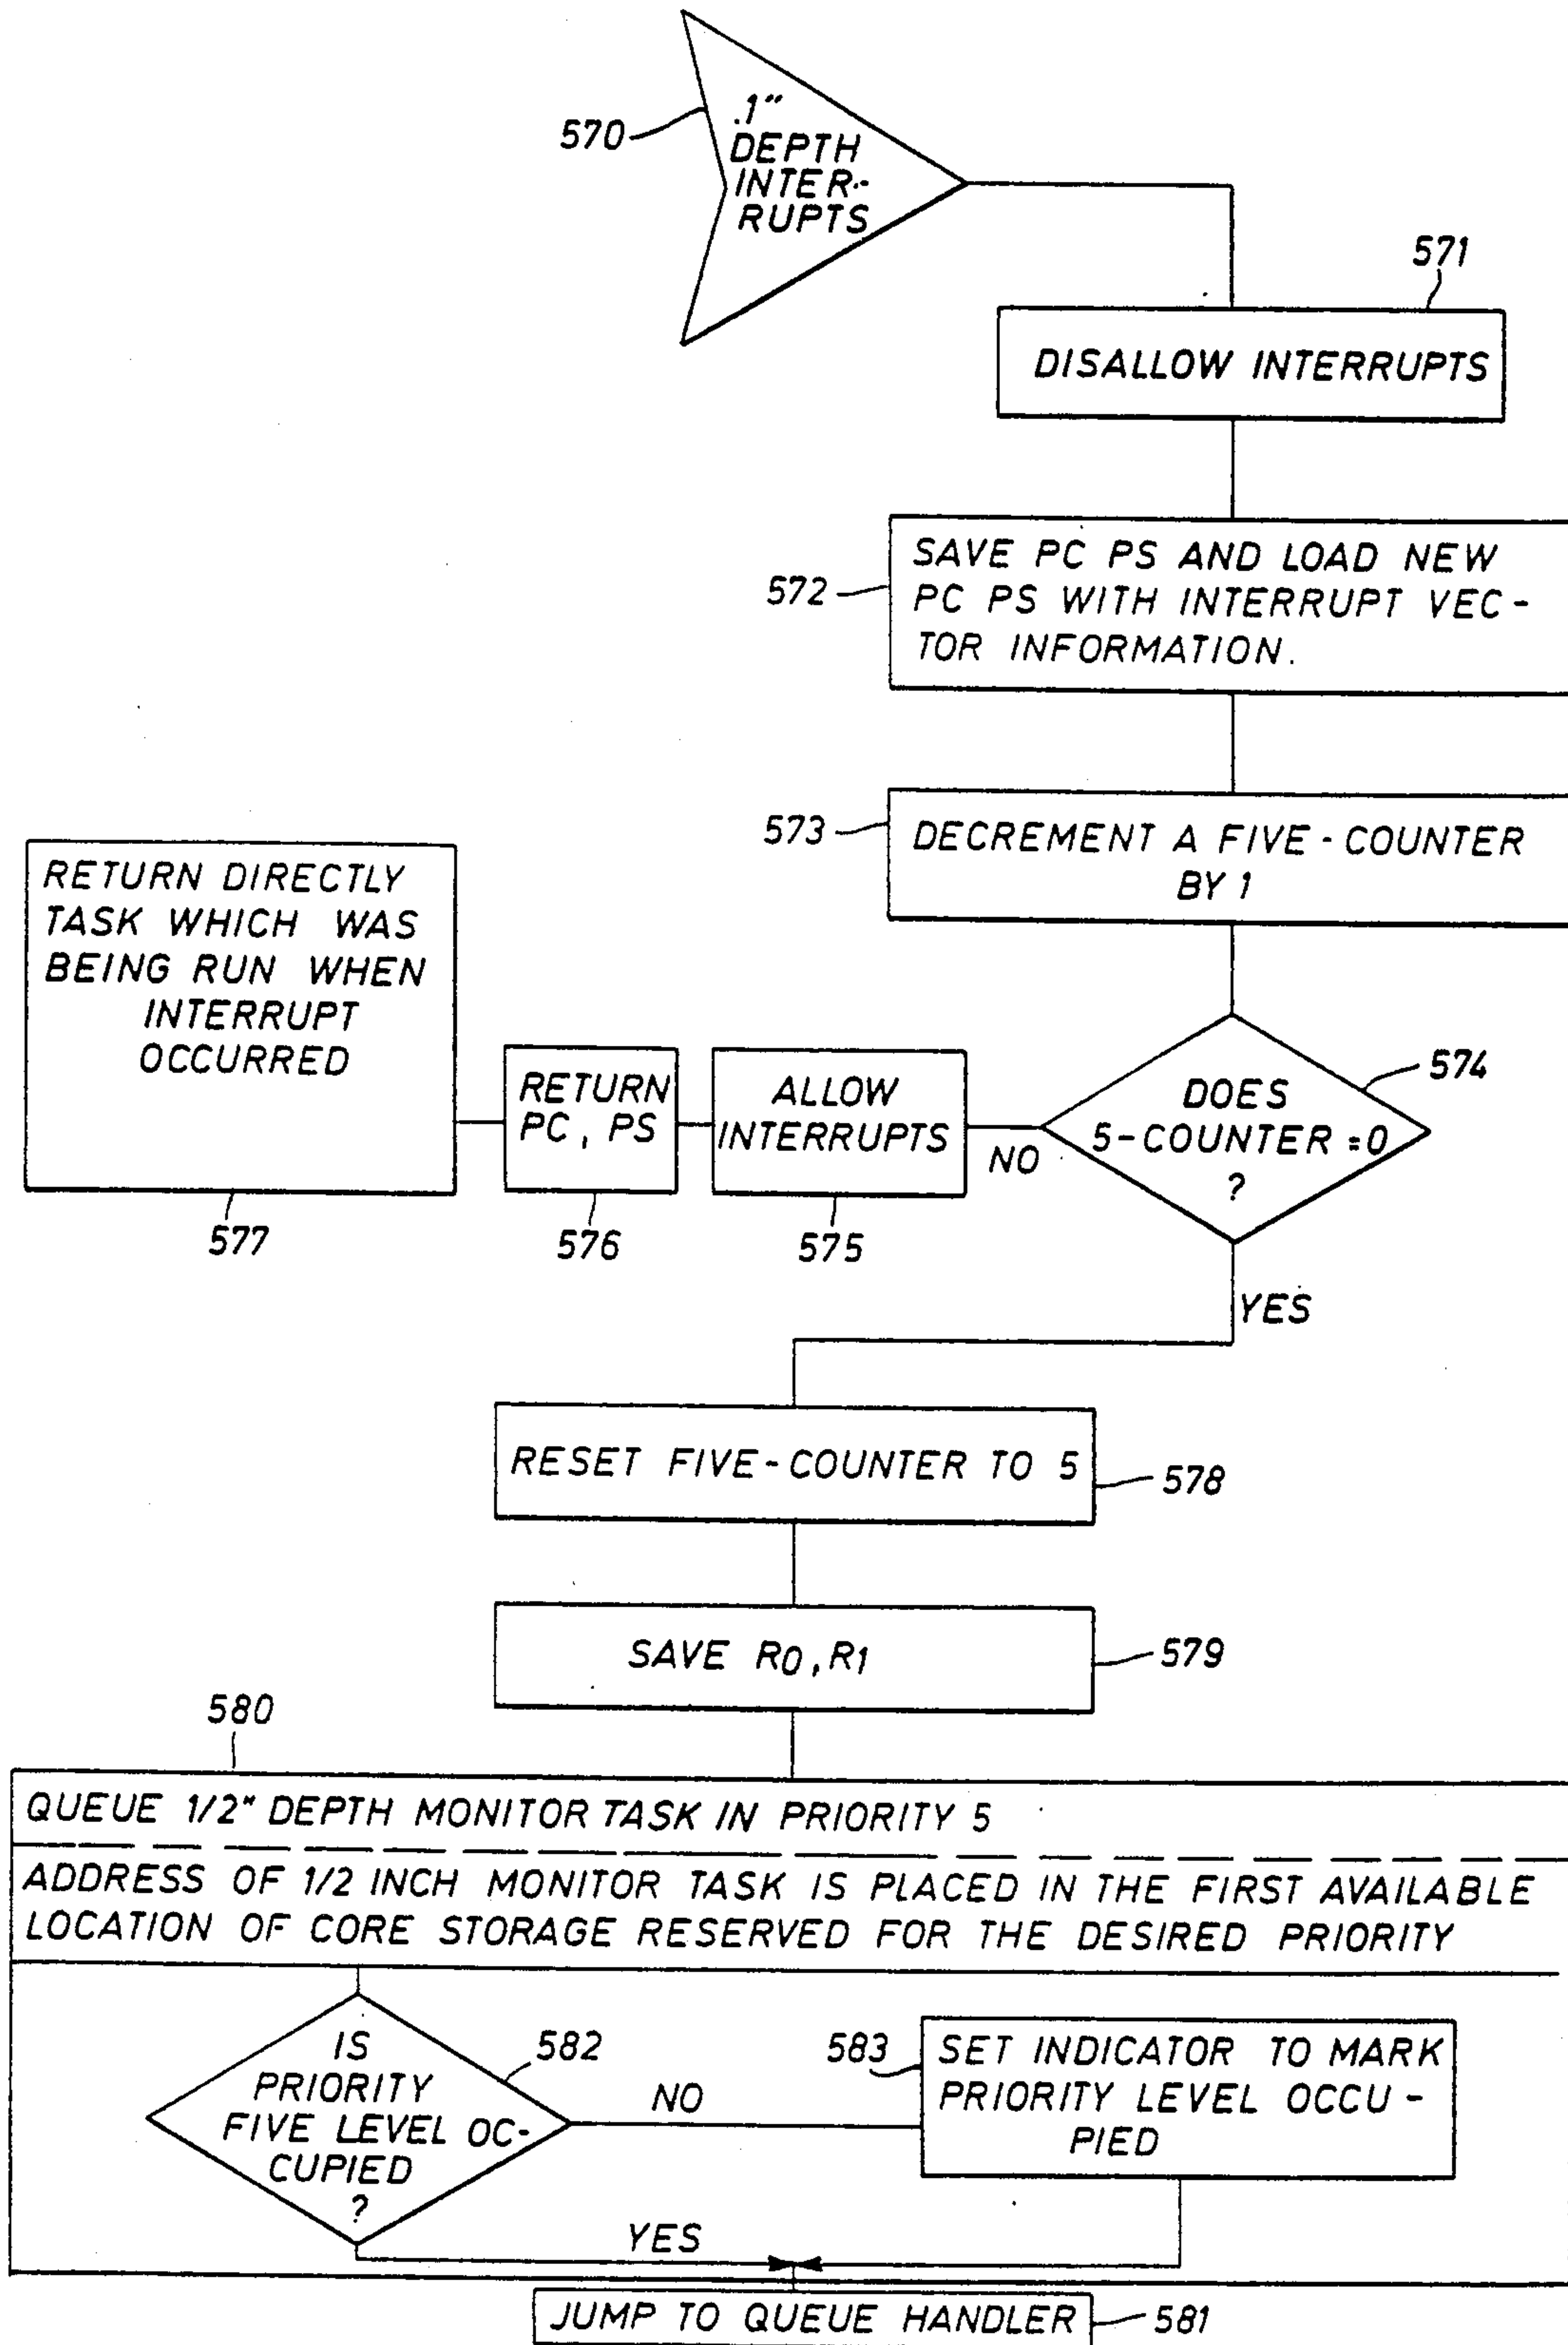 570
.1"
DEPTH
INTER-
RUPTS
571
DISALLOW INTERRUPTS
572
SAVE PC PS AND LOAD NEW
PC PS WITH INTERRUPT VEC-
TOR INFORMATION.
573
DECREMENT A FIVE-COUNTER
BY 1
RETURN DIRECTLY
TASK WHICH WAS
BEING RUN WHEN
INTERRUPT
OCCURRED
577
RETURN
PC, PS
576
ALLOW
INTERRUPTS
575
NO
DOES
5-COUNTER=0
?
574
YES
RESET FIVE-COUNTER TO 5
578
SAVE R0, R1
579
580
QUEUE 1/2" DEPTH MONITOR TASK IN PRIORITY 5
ADDRESS OF 1/2 INCH MONITOR TASK IS PLACED IN THE FIRST AVAILABLE
LOCATION OF CORE STORAGE RESERVED FOR THE DESIRED PRIORITY
IS
PRIORITY
FIVE LEVEL OC-
CUPIED
?
582
NO
583
SET INDICATOR TO MARK
PRIORITY LEVEL OCCU-
PIED
YES
JUMP TO QUEUE HANDLER
581